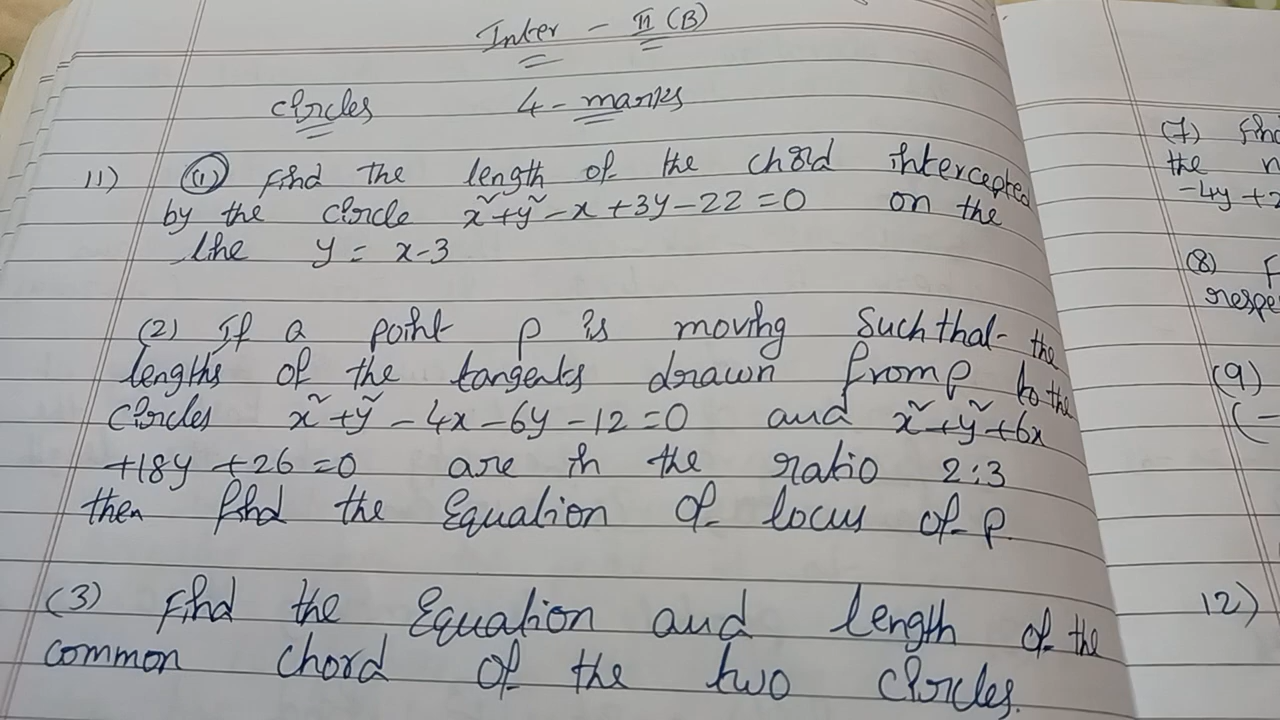 Inter - II (B)
Circles 4-marks
11) (1) Find the length of the chord intercepted
by the circle x²+y²-x+3y-22=0 on the
line y = x-3
(2) If a point P is moving such that the
lengths of the tangents drawn from P to the
circles x²+y²-4x-6y-12=0 and x²+y²+6x
+18y+26=0 are in the ratio 2:3
then find the Equation of locus of P.
(3) Find the Equation and length of the
common chord of the two circles.
(7) Find
the
-4y+
(8)
respe
(9)
(-
12)